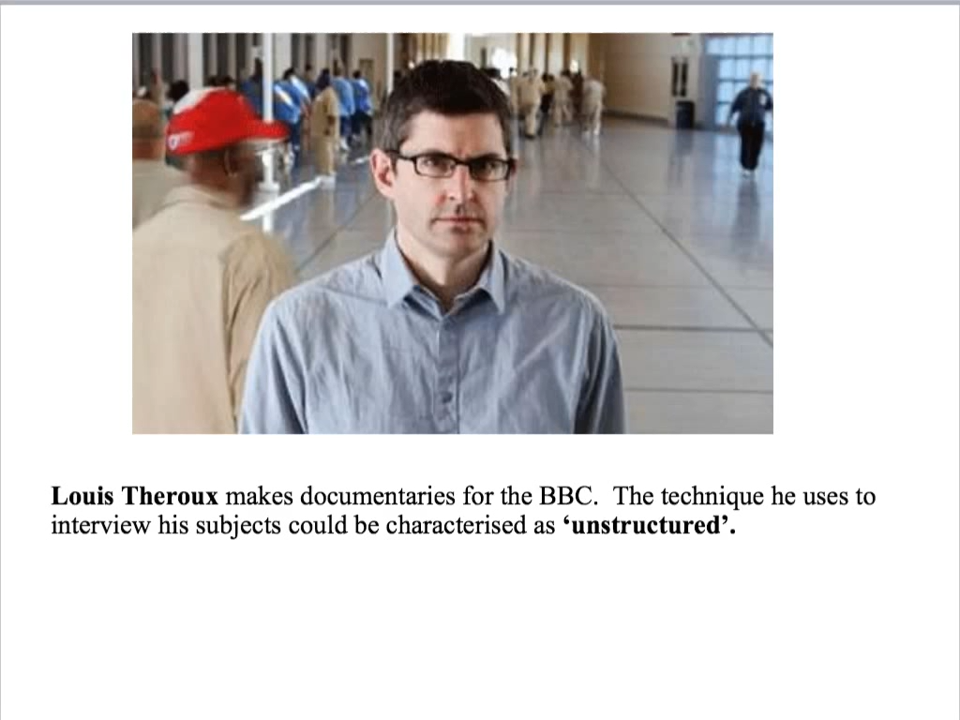 Louis Theroux makes documentaries for the BBC.  The technique he uses to
interview his subjects could be characterised as ‘unstructured’.